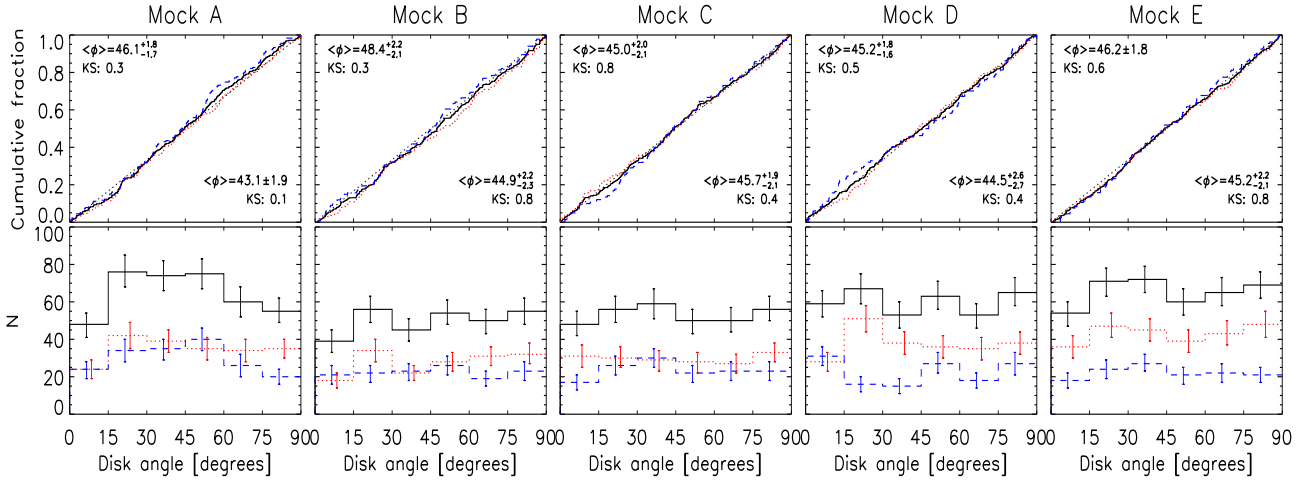 Mock A Mock B Mock C Mock D Mock E
Cumulative fraction
1.0
0.8
0.6
0.4
0.2
0.0
<ϕ>=46.1+1.8−1.7
KS: 0.3
<ϕ>=43.1±1.9
KS: 0.1
<ϕ>=48.4+2.2−2.1
KS: 0.3
<ϕ>=44.9+2.2−2.3
KS: 0.8
<ϕ>=45.0+2.0−2.1
KS: 0.8
<ϕ>=45.7+1.9−2.1
KS: 0.4
<ϕ>=45.2+1.8−1.6
KS: 0.5
<ϕ>=44.5+2.6−2.7
KS: 0.4
<ϕ>=46.2±1.8
KS: 0.6
<ϕ>=45.2+2.2−2.1
KS: 0.8
N
100
80
60
40
20
0
0 15 30 45 60 75 900 15 30 45 60 75 900 15 30 45 60 75 900 15 30 45 60 75 900 15 30 45 60 75 90
Disk angle [degrees] Disk angle [degrees] Disk angle [degrees] Disk angle [degrees] Disk angle [degrees]